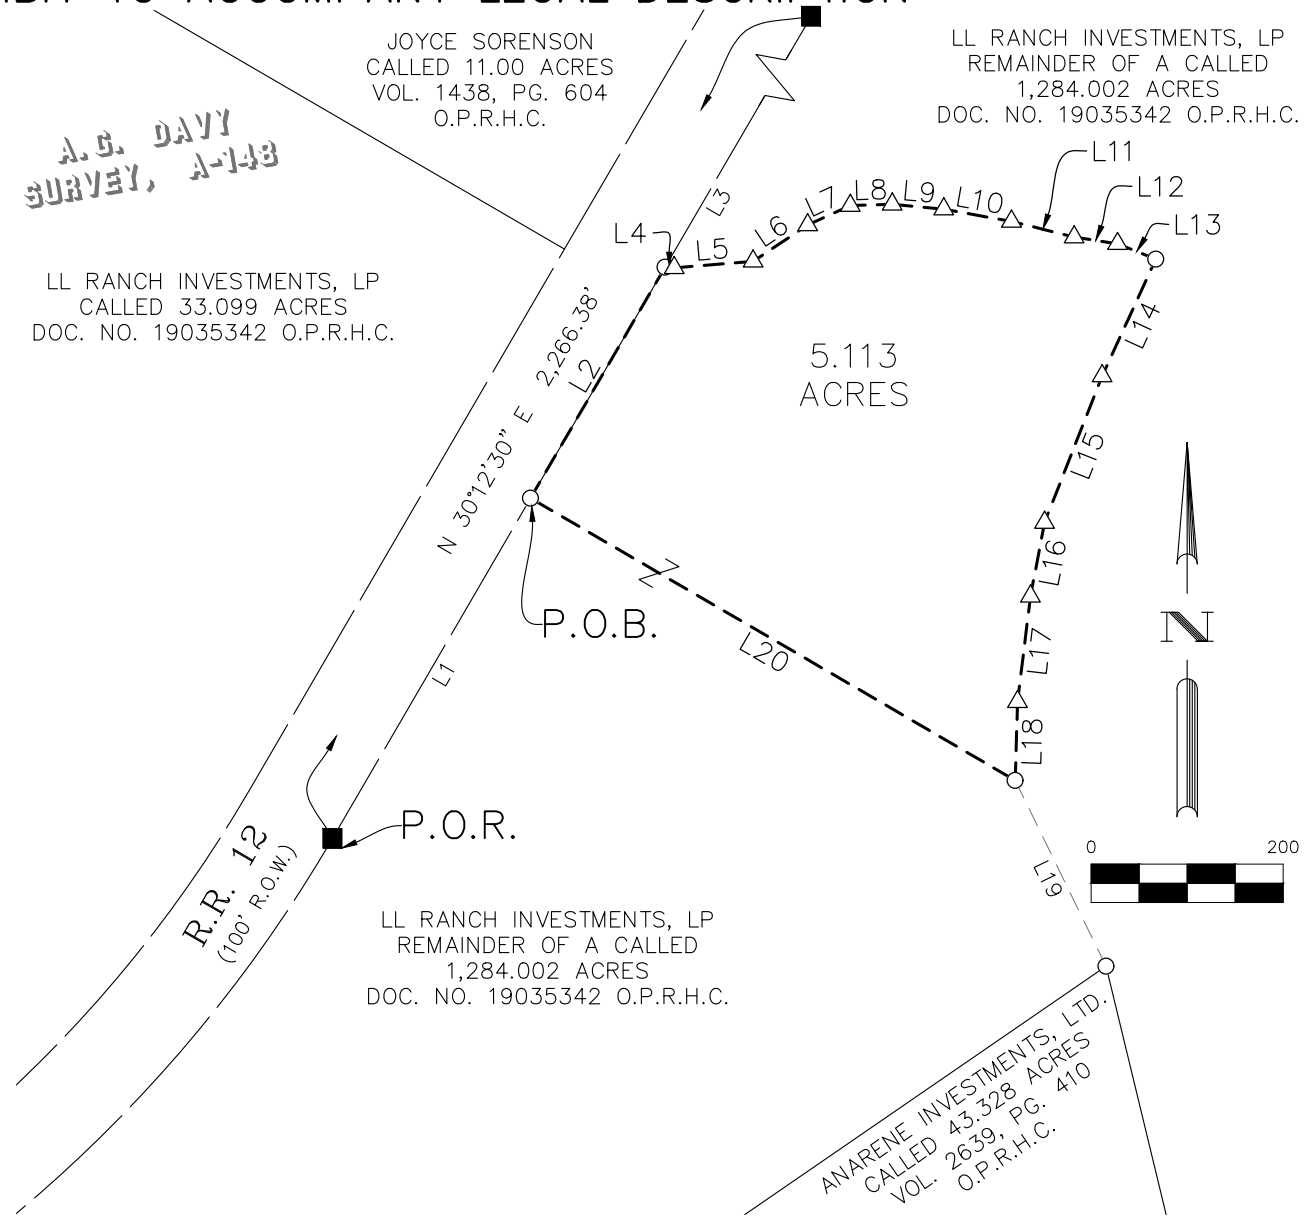 TO ACCOMPANY LEGAL DESCRIPTION
JOYCE SORENSON
CALLED 11.00 ACRES
VOL. 1438, PG. 604
O.P.R.H.C.
LL RANCH INVESTMENTS, LP
REMAINDER OF A CALLED
1,284.002 ACRES
DOC. NO. 19035342 O.P.R.H.C.
A.G. DAVY
SURVEY, A-148
LL RANCH INVESTMENTS, LP
CALLED 33.099 ACRES
DOC. NO. 19035342 O.P.R.H.C.
L3
L4
L5
L6
L7
L8
L9
L10
L11
L12
L13
N 30°12'30" E 2,266.38'
L2
5.113
ACRES
L14
L15
L16
L17
L18
P.O.B.
L20
L1
N
P.O.R.
R.R. 12
(100' R.O.W.)
0 200
L19
LL RANCH INVESTMENTS, LP
REMAINDER OF A CALLED
1,284.002 ACRES
DOC. NO. 19035342 O.P.R.H.C.
ANARENE INVESTMENTS, LTD.
CALLED 43.328 ACRES
VOL. 2639, PG. 410
O.P.R.H.C.